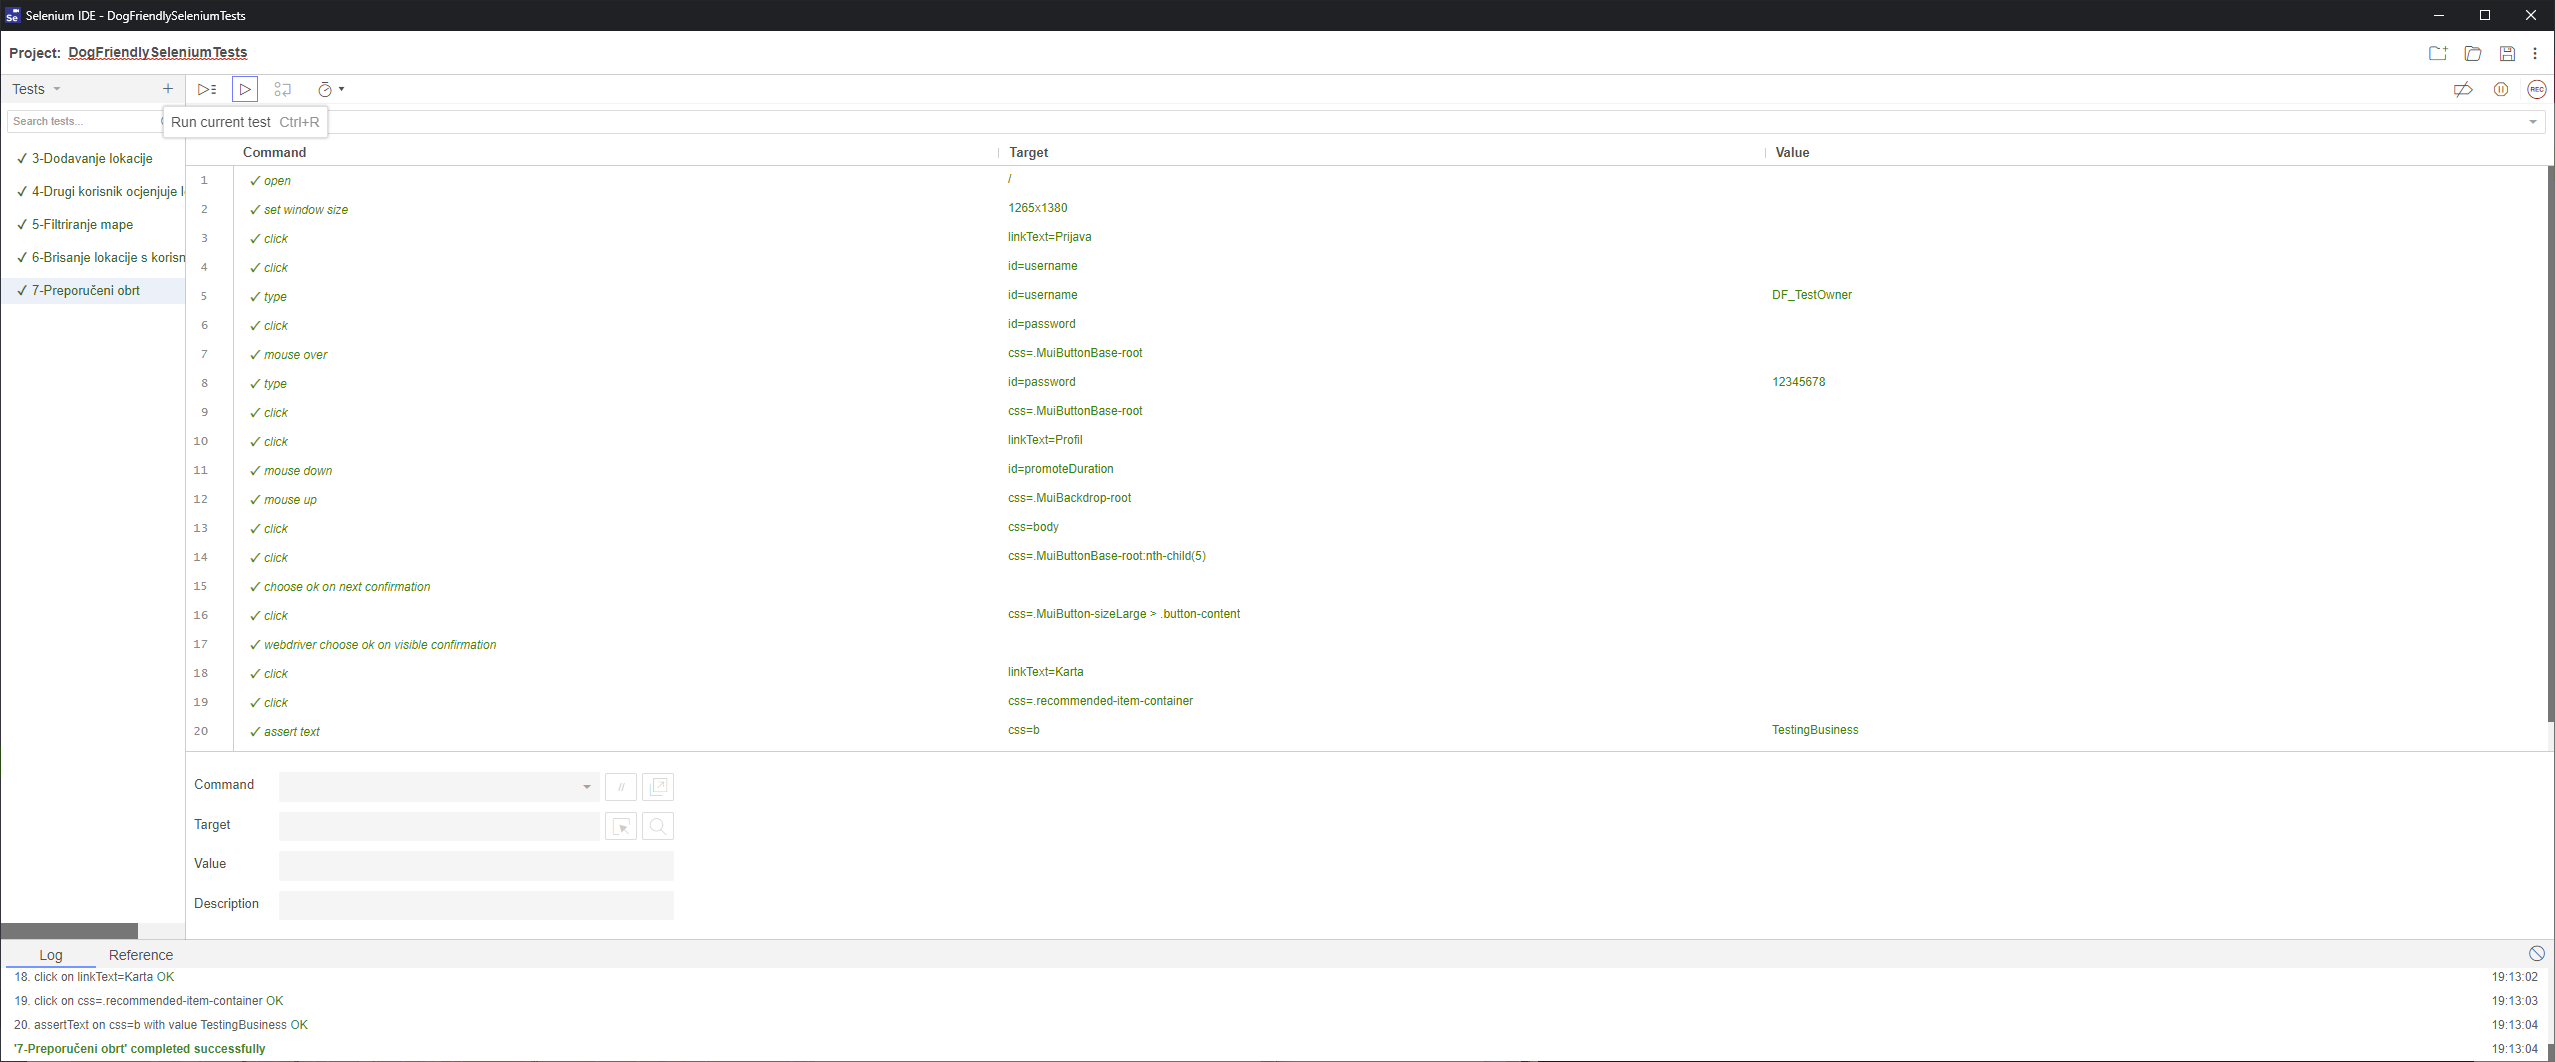 Selenium IDE - DogFriendlySeleniumTests
Project: DogFriendlySeleniumTests
Tests
Search tests...
Run current test Ctrl+R
Command Target Value
3-Dodavanje lokacije
4-Drugi korisnik ocjenjuje l
5-Filtriranje mape
6-Brisanje lokacije s korisn
7-Preporučeni obrt
1 open /
2 set window size 1265x1380
3 click linkText=Prijava
4 click id=username
5 type id=username DF_TestOwner
6 click id=password
7 mouse over css=.MuiButtonBase-root
8 type id=password 12345678
9 click css=.MuiButtonBase-root
10 click linkText=Profil
11 mouse down id=promoteDuration
12 mouse up css=.MuiBackdrop-root
13 click css=body
14 click css=.MuiButtonBase-root:nth-child(5)
15 choose ok on next confirmation
16 click css=.MuiButton-sizeLarge > .button-content
17 webdriver choose ok on visible confirmation
18 click linkText=Karta
19 click css=.recommended-item-container
20 assert text css=b TestingBusiness
Command //
Target
Value
Description
Log Reference
18. click on linkText=Karta OK 19:13:02
19. click on css=.recommended-item-container OK 19:13:03
20. assertText on css=b with value TestingBusiness OK 19:13:04
'7-Preporučeni obrt' completed successfully 19:13:04
REC
Se